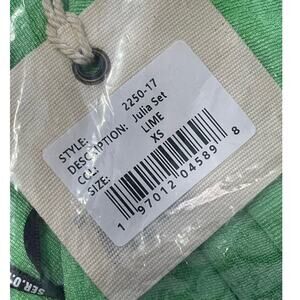 STYLE: 2250-17
DESCRIPTION: Julia Set
COL: LIME
SIZE: XS
1 97012 04589 8